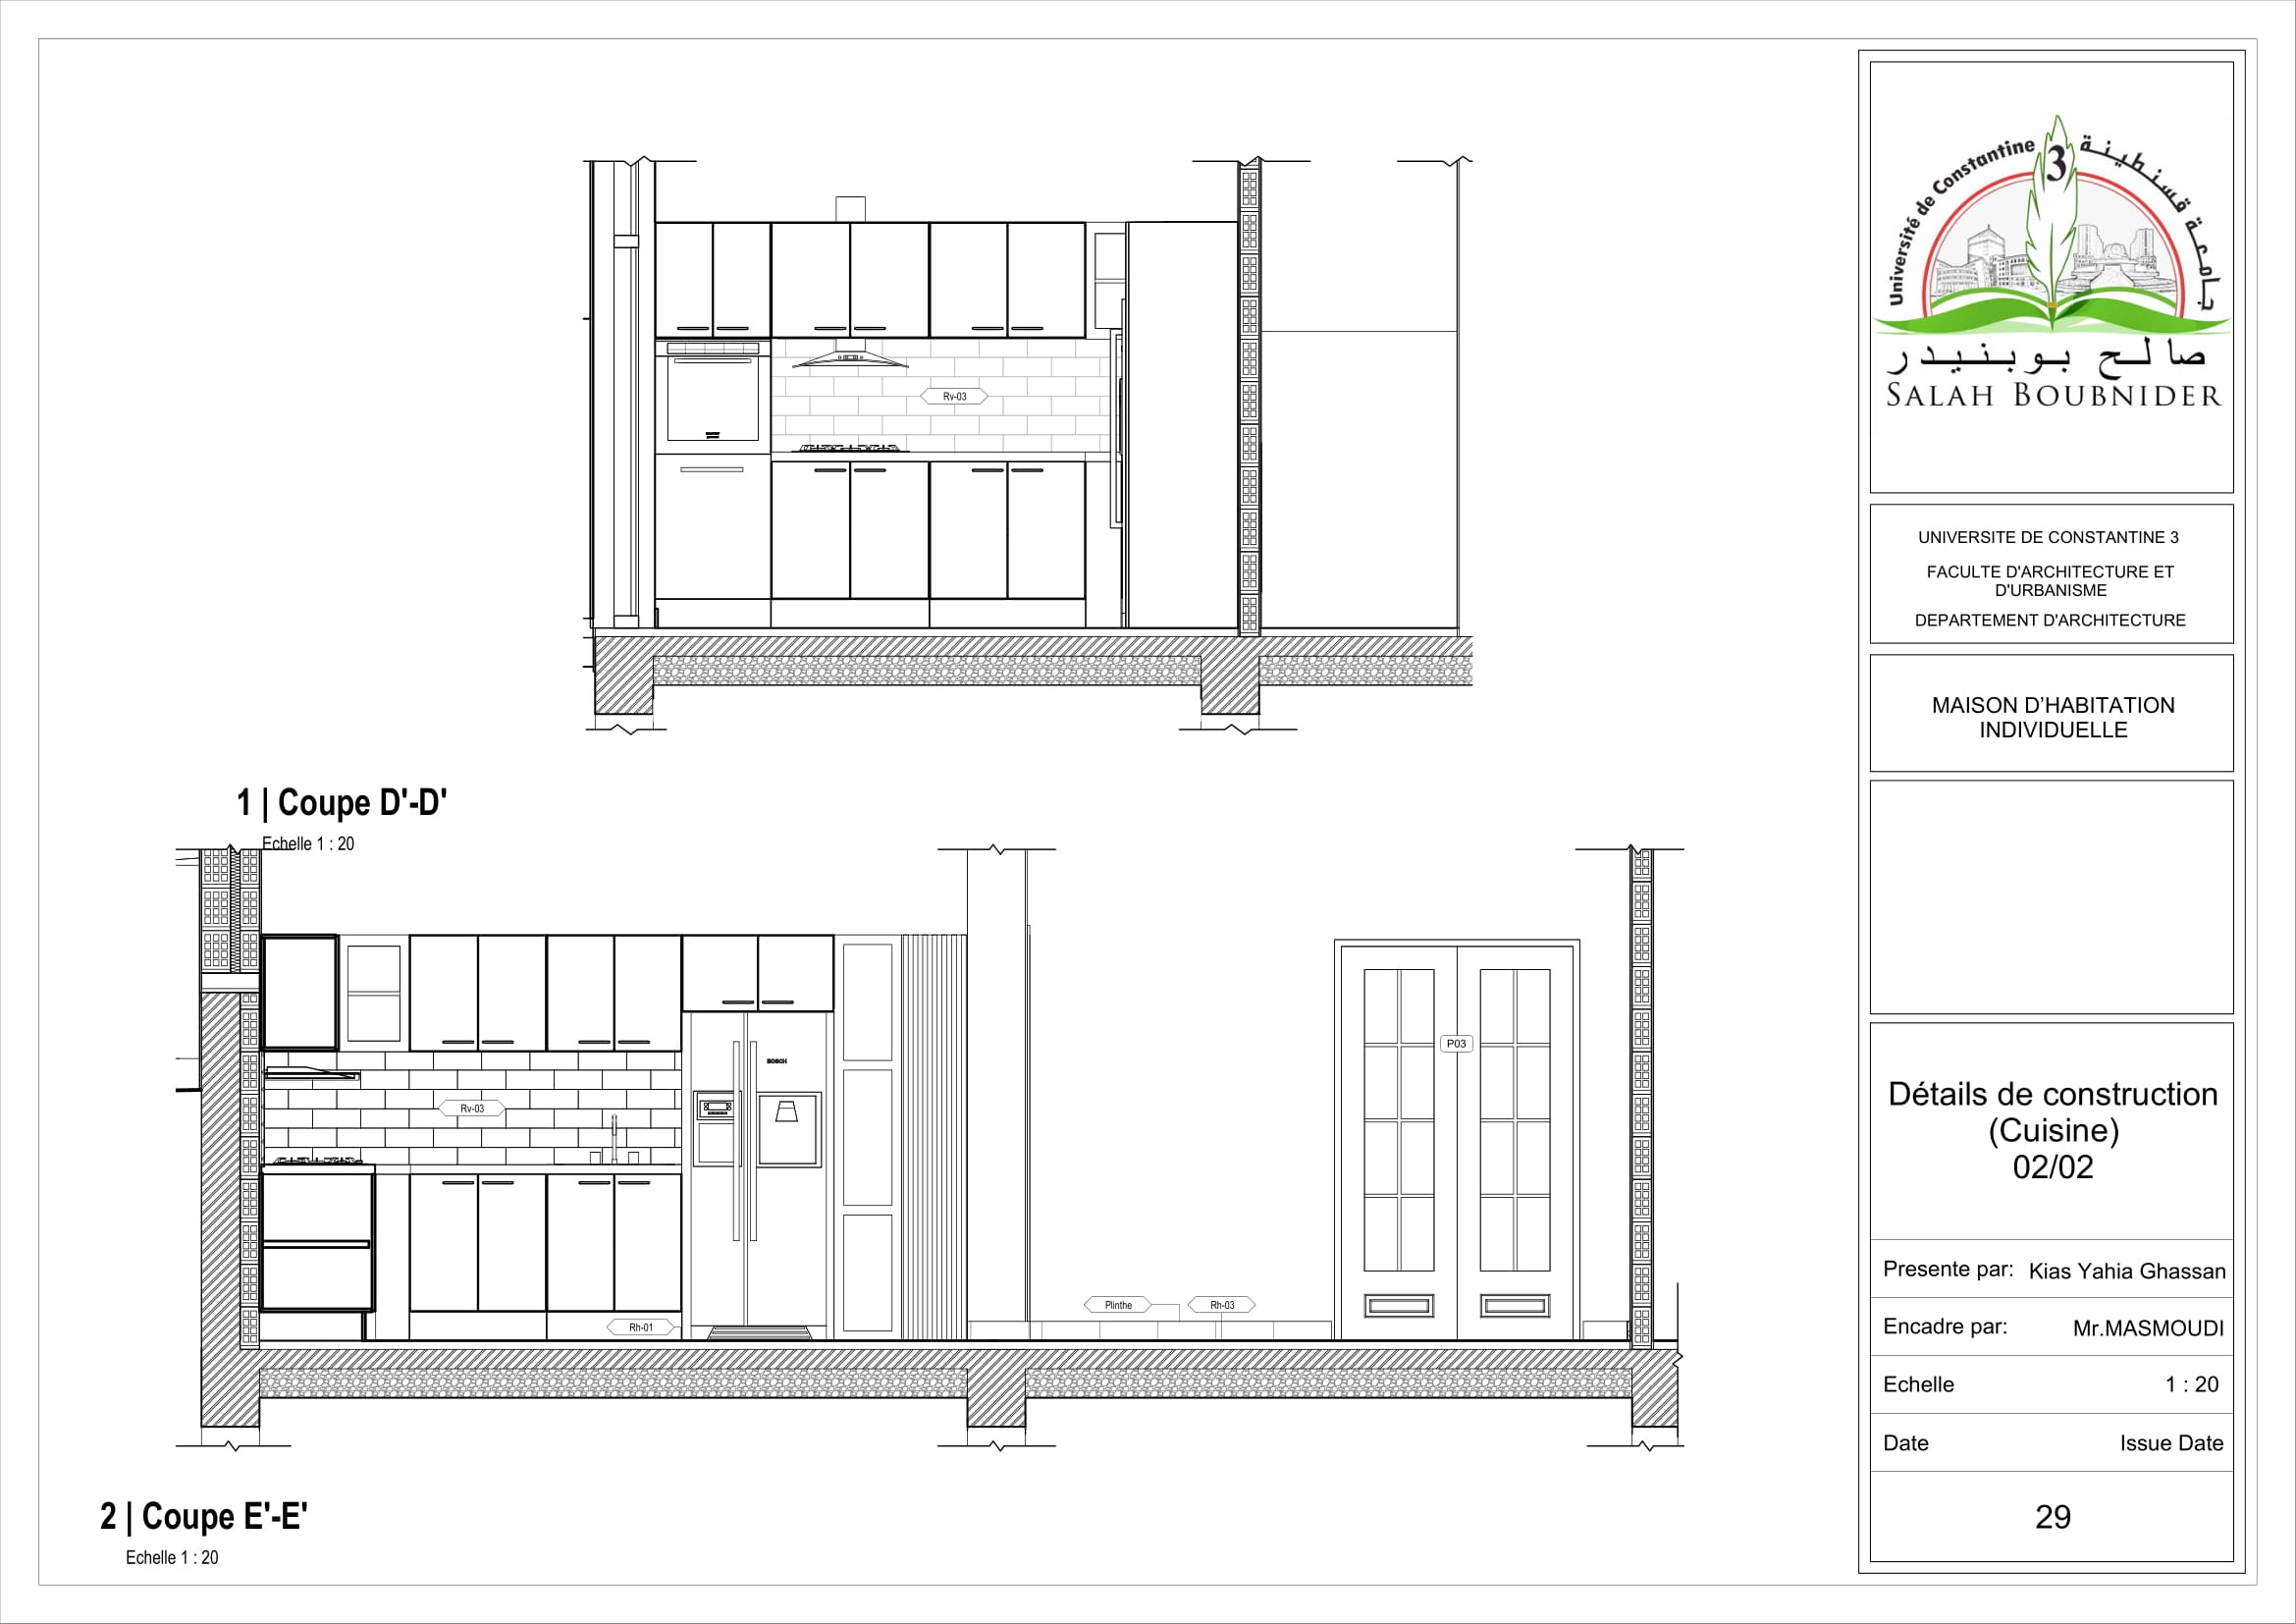 Rv-03
1 | Coupe D'-D'
Echelle 1 : 20
BOSCH
Rv-03
P03
Plinthe
Rh-03
Rh-01
2 | Coupe E'-E'
Echelle 1 : 20
Université de Constantine 3 جامعة قسنطينة
صالح بوبنيدر
SALAH BOUBNIDER
UNIVERSITE DE CONSTANTINE 3
FACULTE D'ARCHITECTURE ET
D'URBANISME
DEPARTEMENT D'ARCHITECTURE
MAISON D'HABITATION
INDIVIDUELLE
Détails de construction
(Cuisine)
02/02
Presente par: Kias Yahia Ghassan
Encadre par: Mr.MASMOUDI
Echelle 1 : 20
Date Issue Date
29